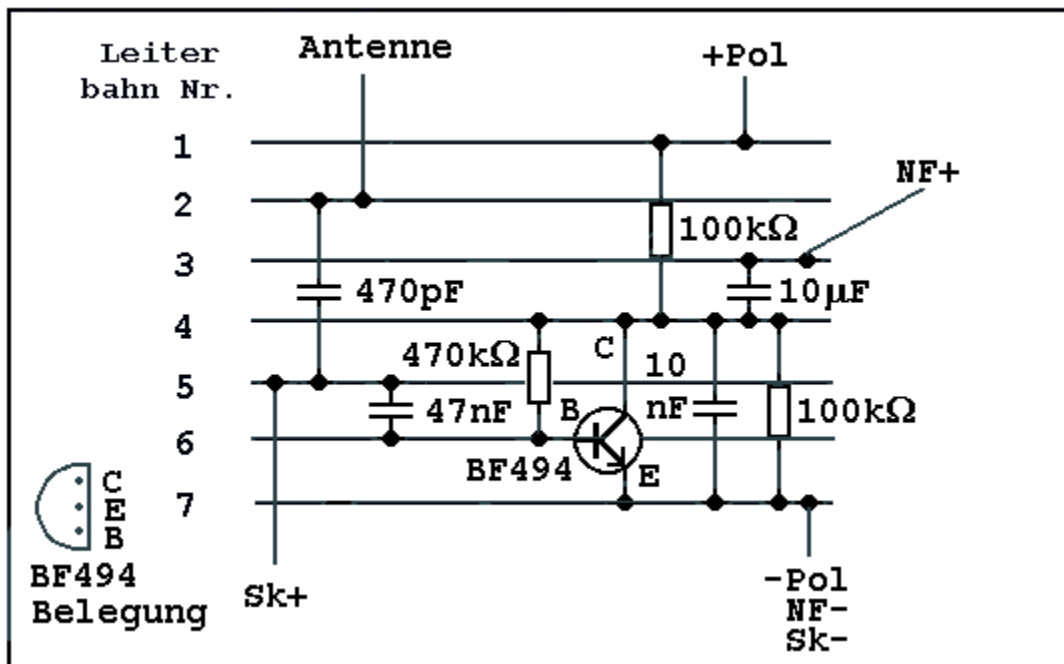 Leiter
bahn Nr.
Antenne
+Pol
1
2
NF+
100kΩ
3
470pF
10µF
4
470kΩ
C
10
nF
5
47nF
B
100kΩ
6
BF494
E
7
C
E
B
BF494
Belegung
Sk+
-Pol
NF-
Sk-